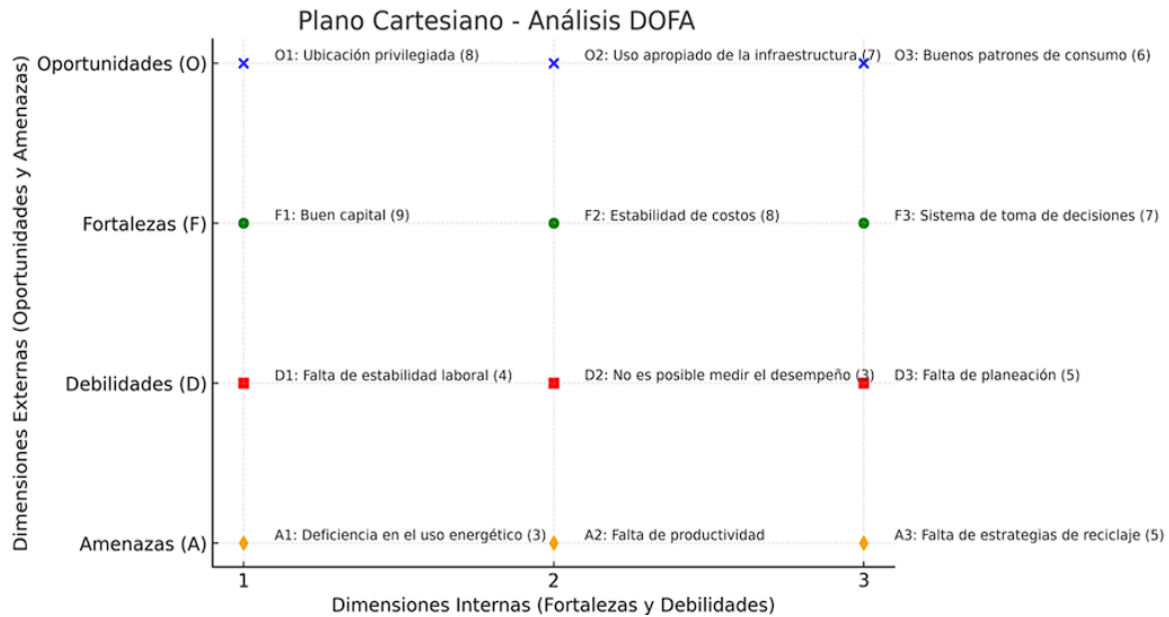 Plano Cartesiano - Análisis DOFA
Dimensiones Externas (Oportunidades y Amenazas)
Oportunidades (O)
O1: Ubicación privilegiada (8)
O2: Uso apropiado de la infraestructura (7)
O3: Buenos patrones de consumo (6)
Fortalezas (F)
F1: Buen capital (9)
F2: Estabilidad de costos (8)
F3: Sistema de toma de decisiones (7)
Debilidades (D)
D1: Falta de estabilidad laboral (4)
D2: No es posible medir el desempeño (3)
D3: Falta de planeación (5)
Amenazas (A)
A1: Deficiencia en el uso energético (3)
A2: Falta de productividad
A3: Falta de estrategias de reciclaje (5)
1
2
3
Dimensiones Internas (Fortalezas y Debilidades)